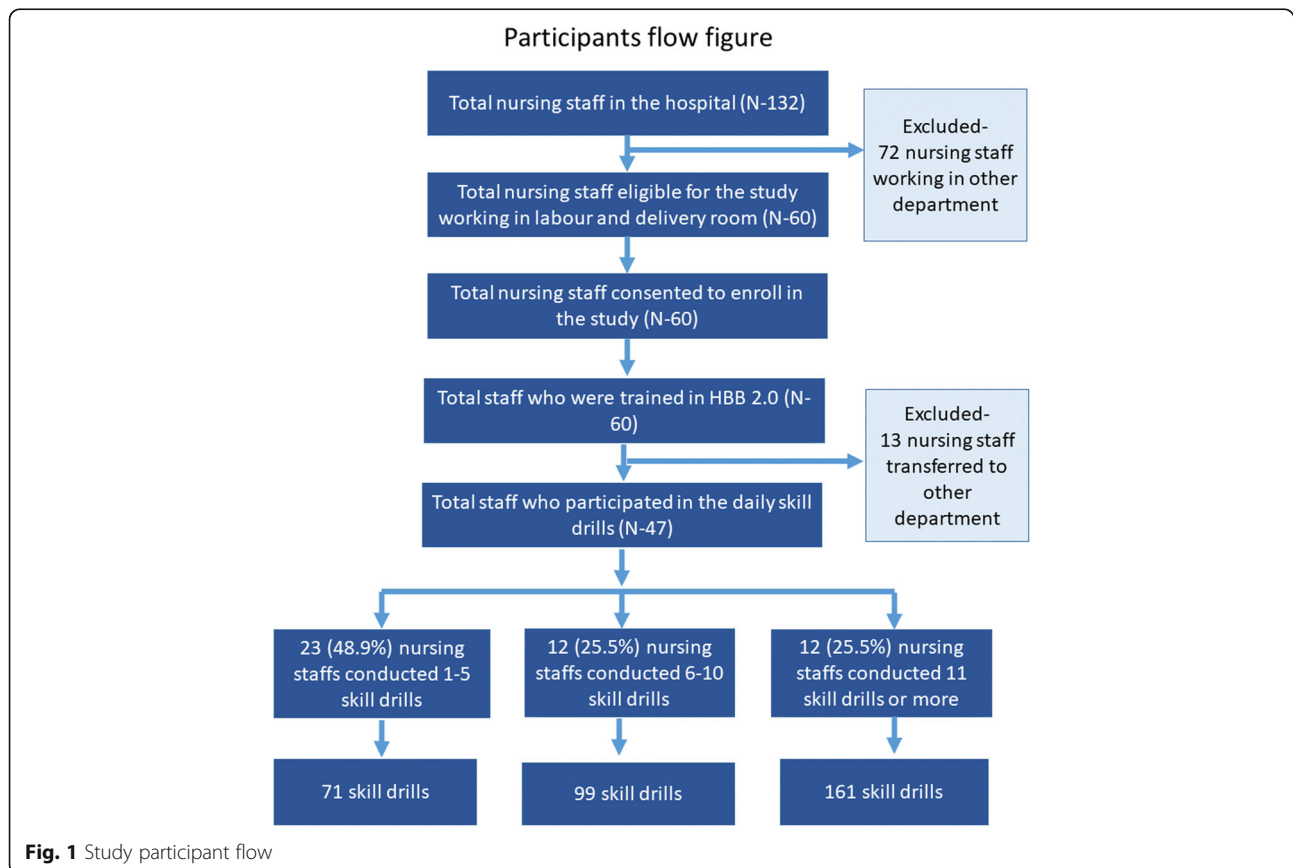 Participants flow figure
Total nursing staff in the hospital (N-132)
Excluded-
72 nursing staff
working in other
department
Total nursing staff eligible for the study
working in labour and delivery room (N-60)
Total nursing staff consented to enroll in
the study (N-60)
Total staff who were trained in HBB 2.0 (N-
60)
Excluded-
13 nursing staff
transferred to
other
department
Total staff who participated in the daily skill
drills (N-47)
23 (48.9%) nursing
staffs conducted 1-5
skill drills
12 (25.5%) nursing
staffs conducted 6-10
skill drills
12 (25.5%) nursing
staffs conducted 11
skill drills or more
71 skill drills
99 skill drills
161 skill drills
Fig. 1 Study participant flow